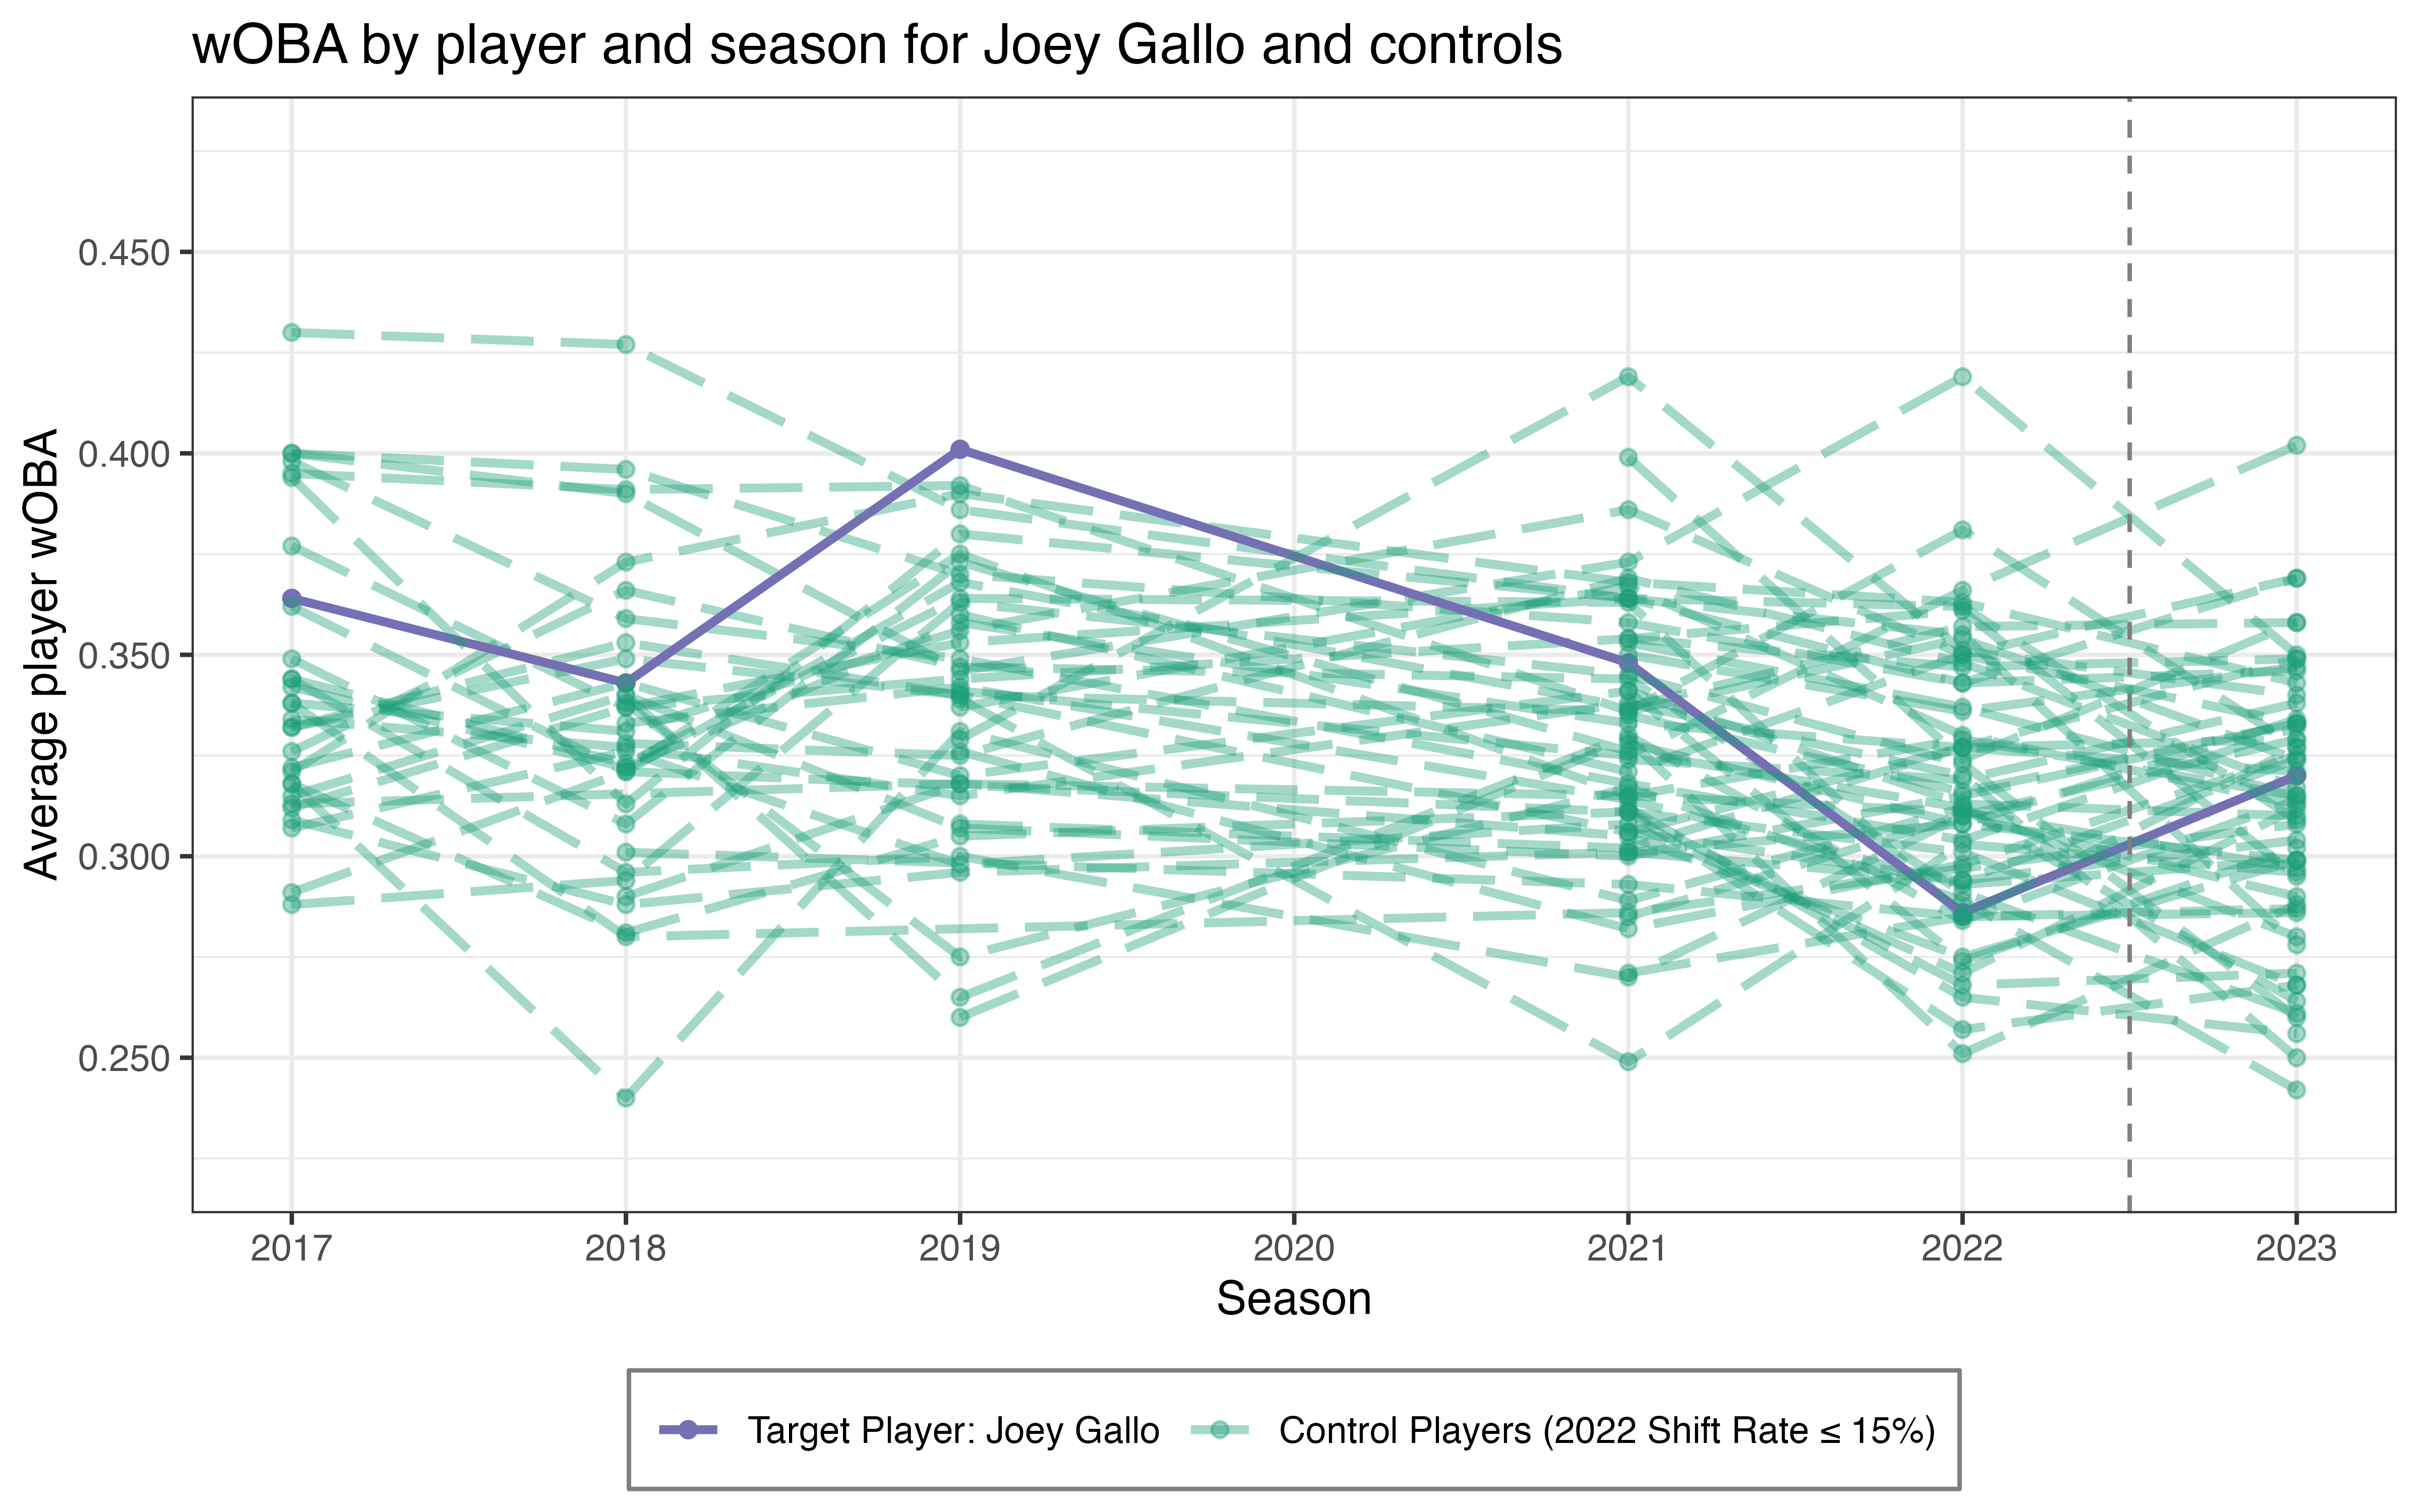 wOBA by player and season for Joey Gallo and controls
Average player wOBA
0.450
0.400
0.350
0.300
0.250
2017 2018 2019 2020 2021 2022 2023
Season
Target Player: Joey Gallo Control Players (2022 Shift Rate ≤ 15%)